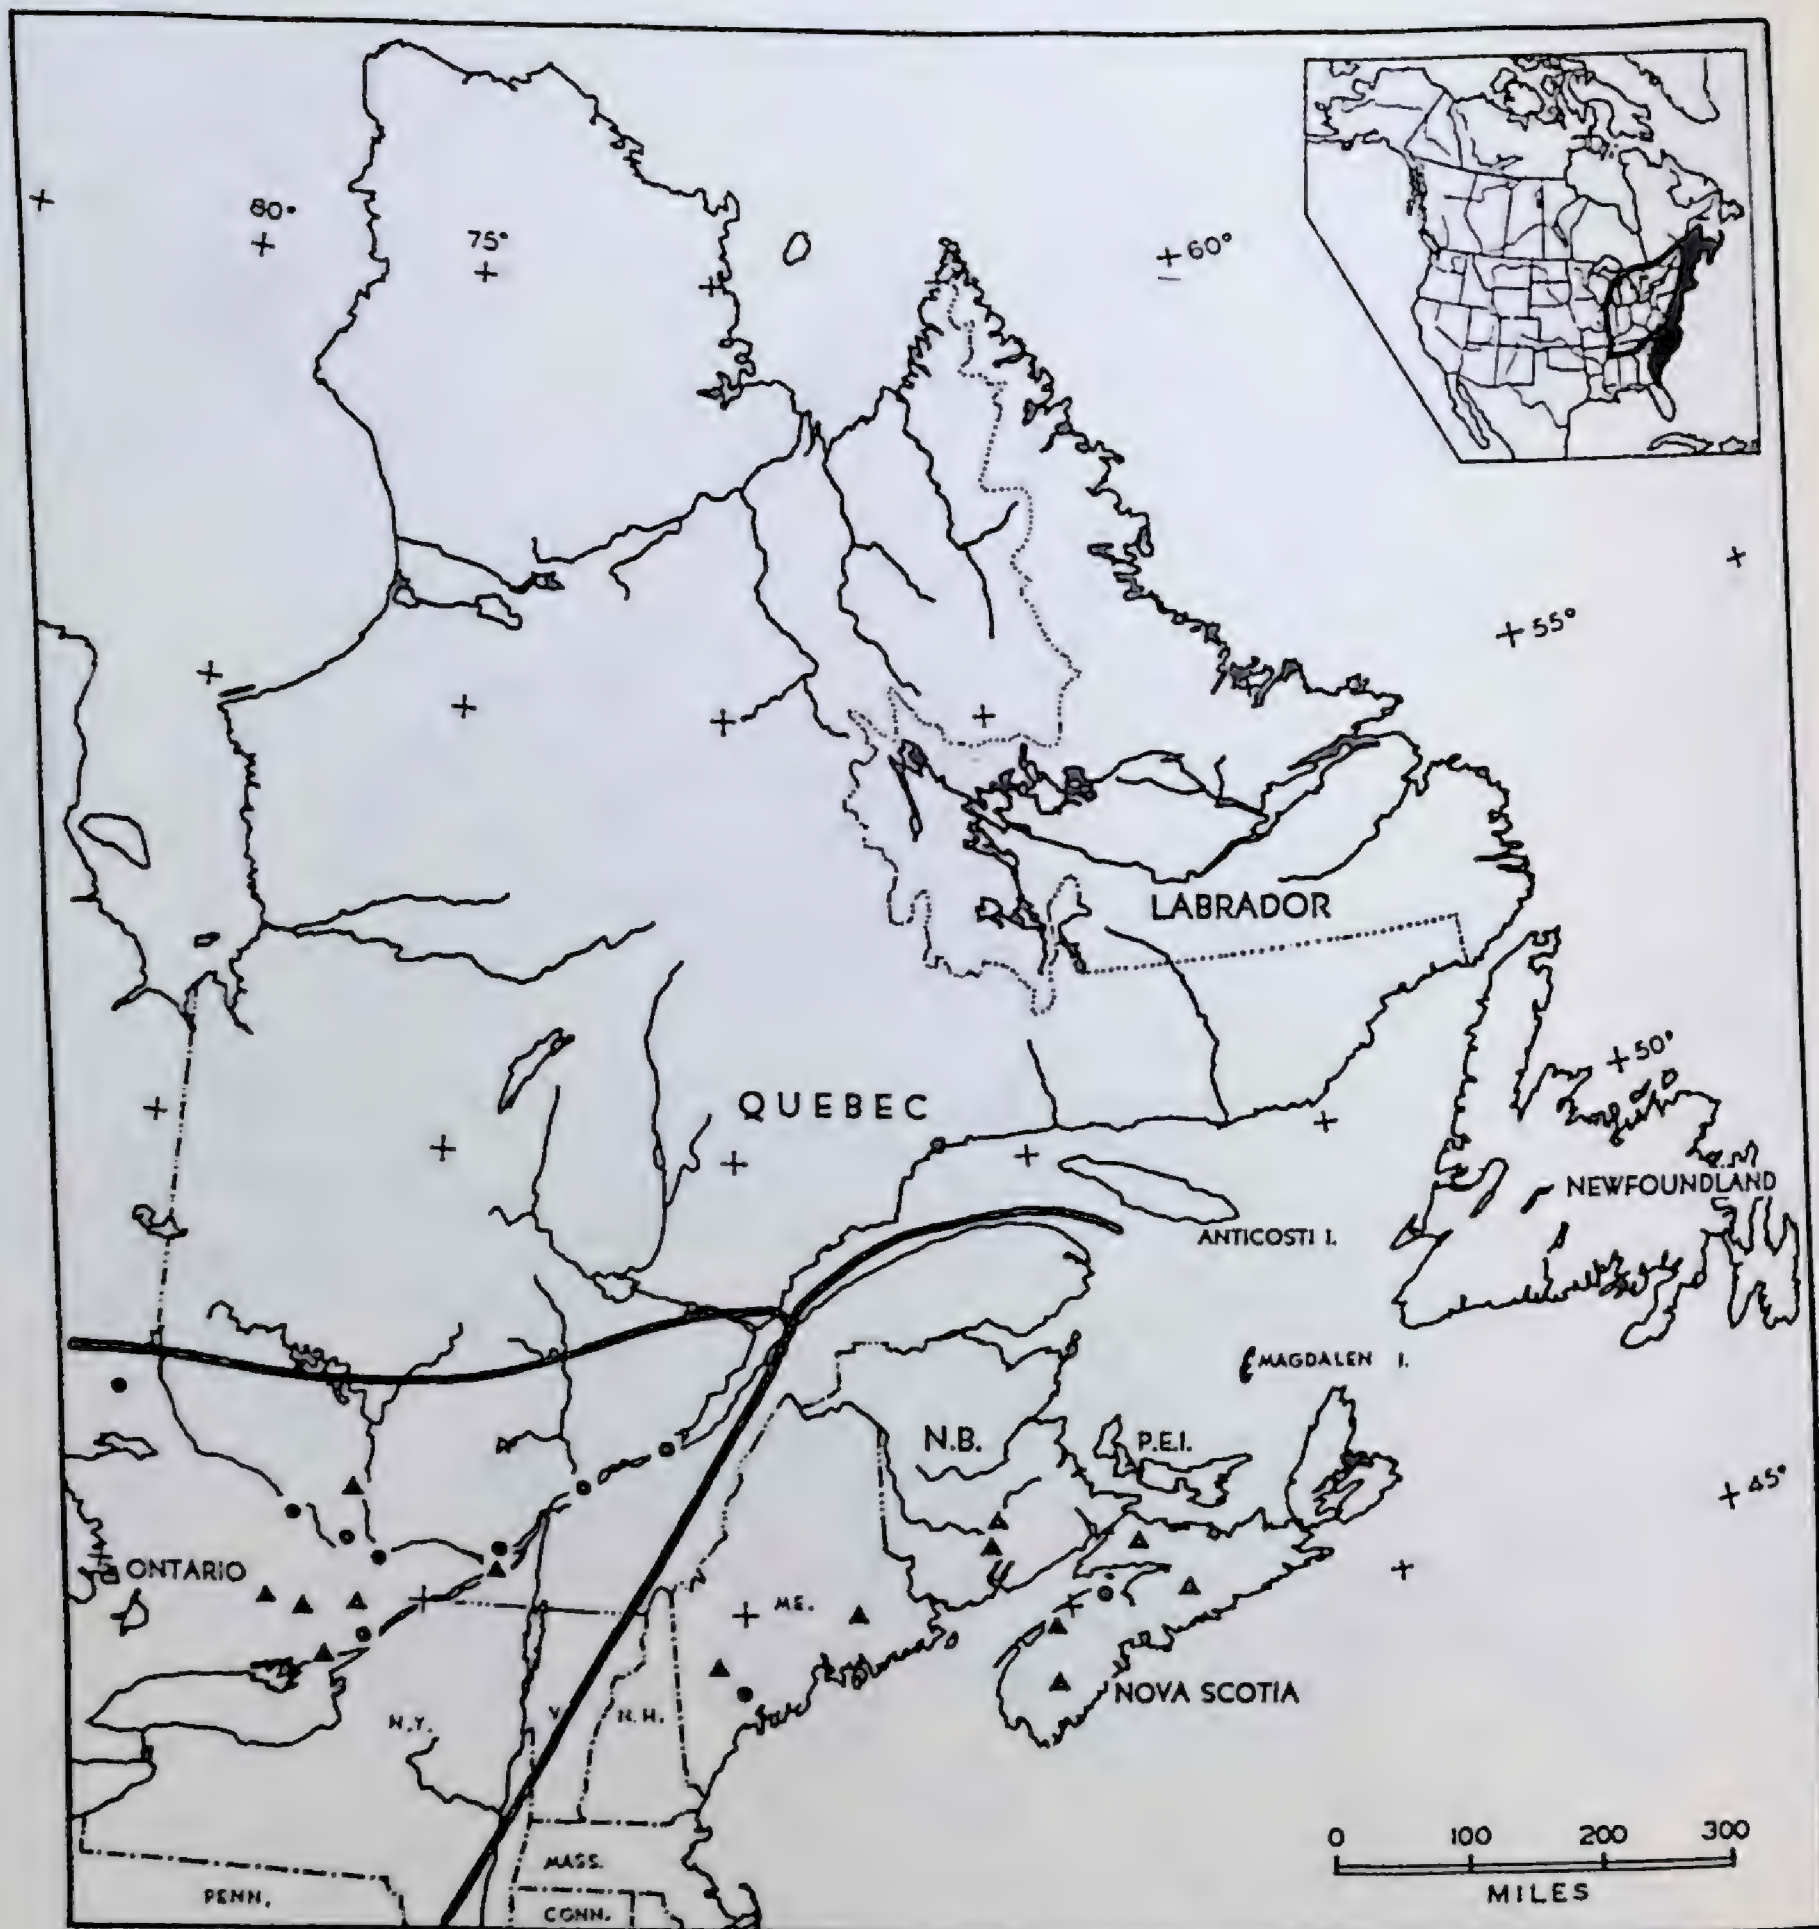 80°
75°
60°
55°
LABRADOR
50°
QUEBEC
NEWFOUNDLAND
ANTICOSTI I.
MAGDALEN I.
N.B.
P.E.I.
45°
ONTARIO
ME.
NOVA SCOTIA
N.Y.
V.
N.H.
0 100 200 300
MILES
MASS.
PENN.
CONN.